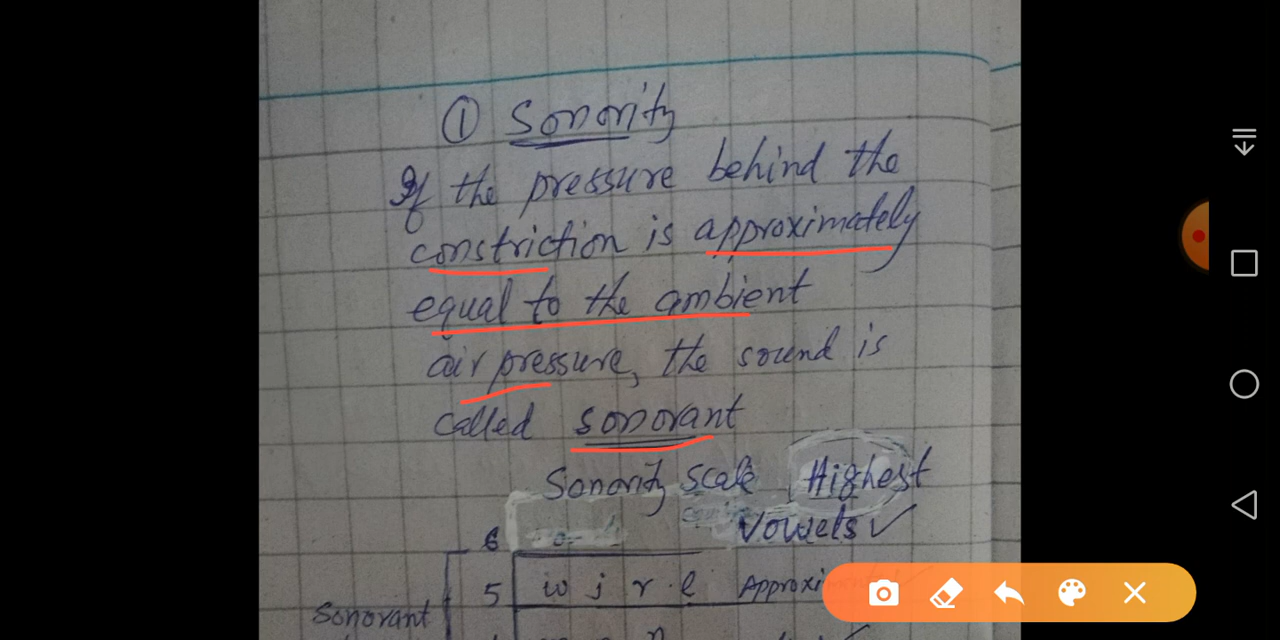 ① Sonority
If the pressure behind the
constriction is approximately
equal to the ambient
air pressure, the sound is
called sonorant
Sonority Scale Highest
6 Vowels ✓
5 w j r l
Sonorant